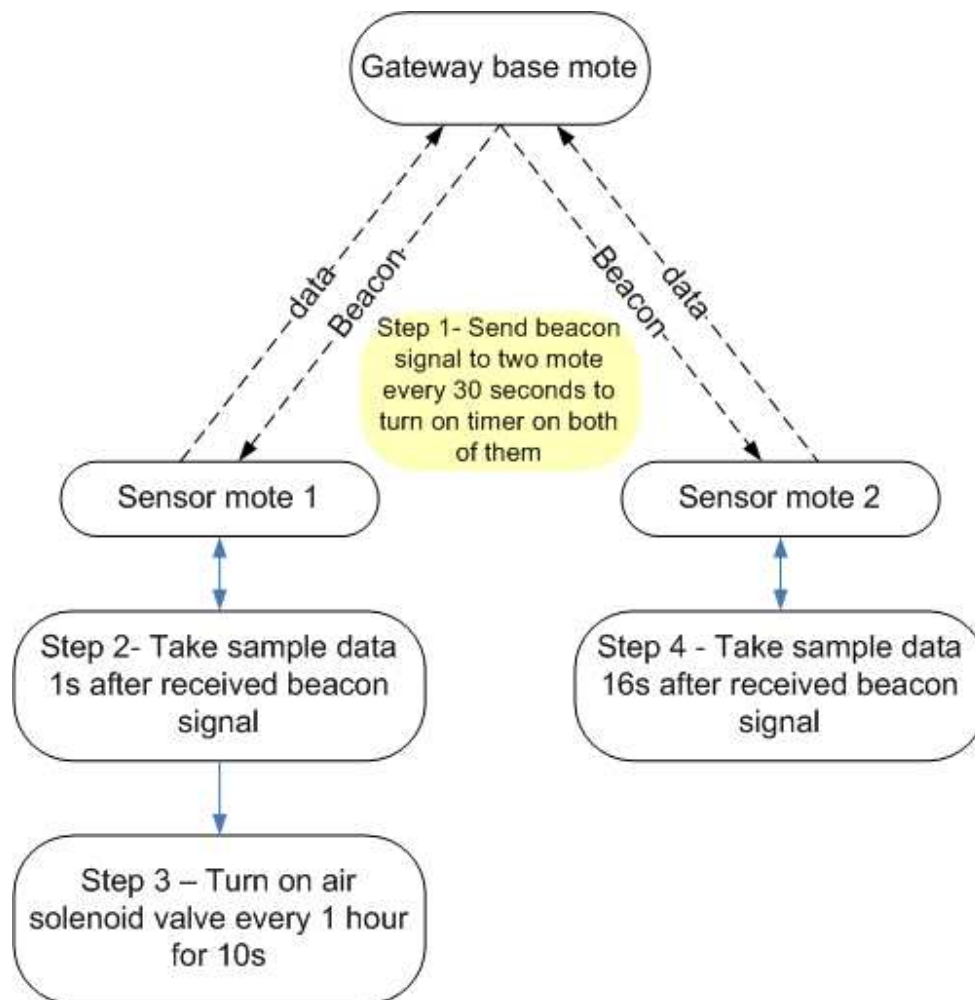 Gateway base mote
data
Beacon
Beacon
data
Step 1- Send beacon
signal to two mote
every 30 seconds to
turn on timer on both
of them
Sensor mote 1
Sensor mote 2
Step 2- Take sample data
1s after received beacon
signal
Step 4 - Take sample data
16s after received beacon
signal
Step 3 – Turn on air
solenoid valve every 1 hour
for 10s